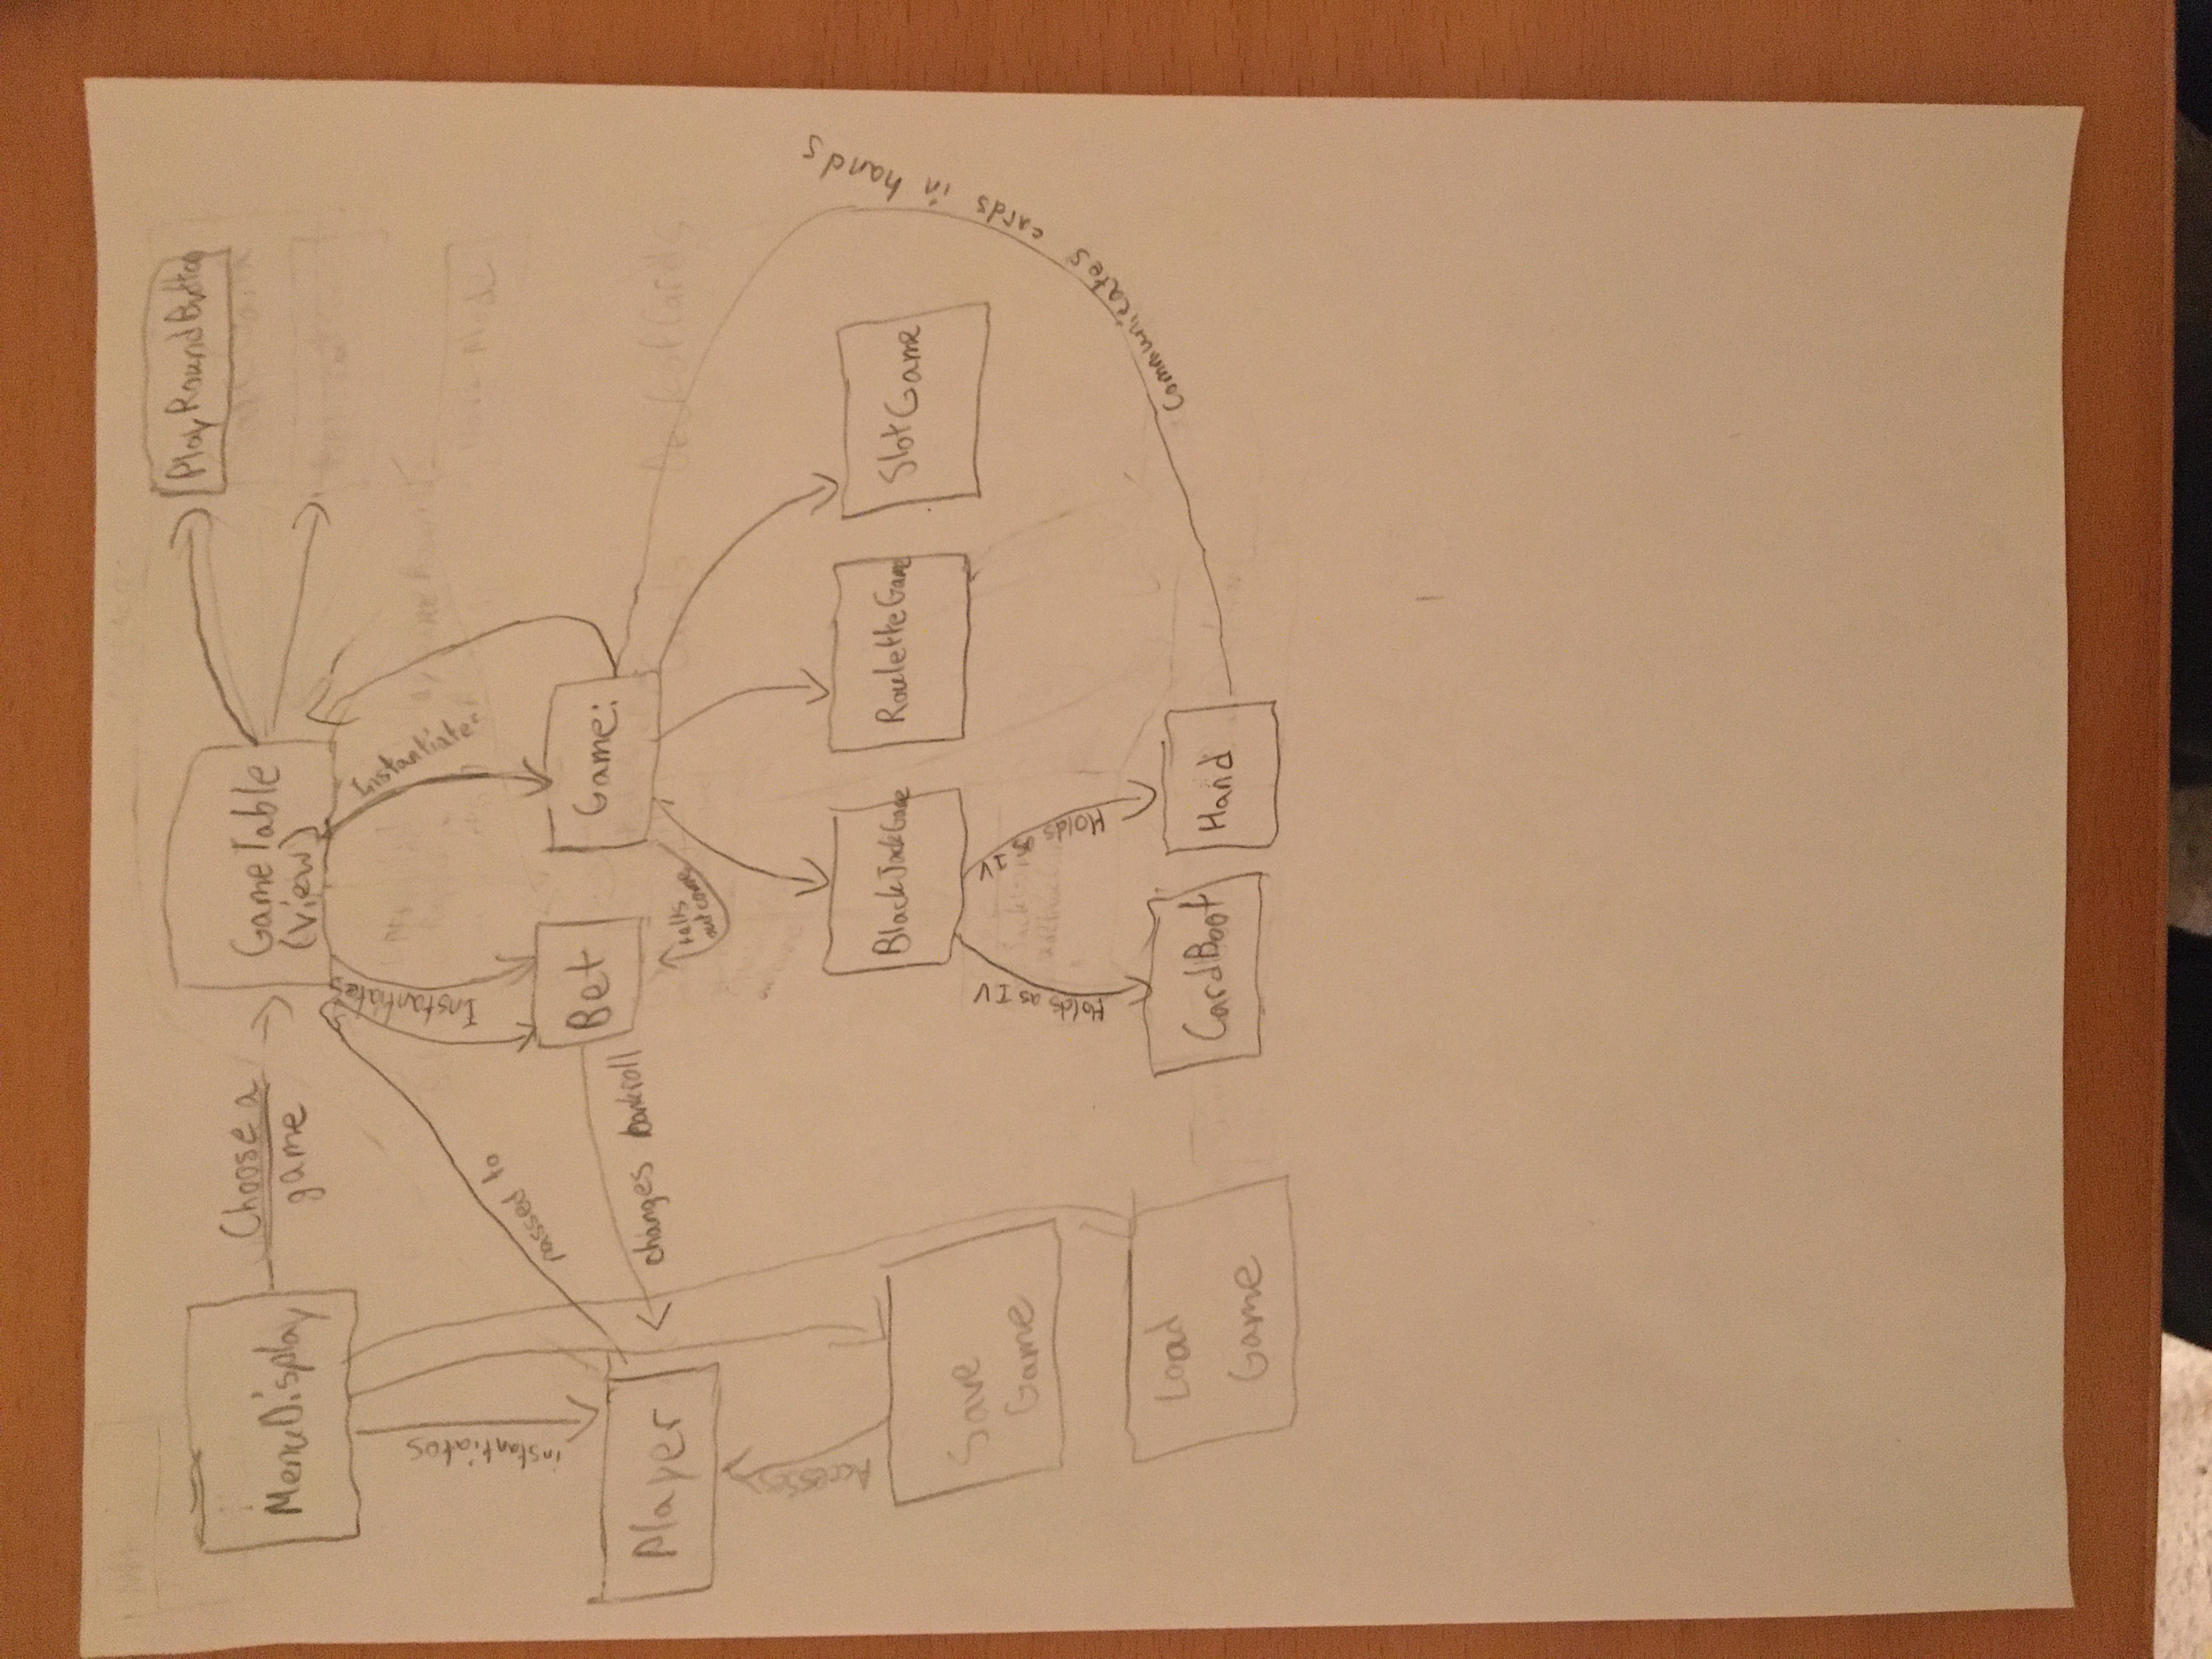 PlayRoundButton
Choose a
game
GameTable
(view)
MenuDisplay
Instantiates
Instantiates
instantiates
passed to
Bet
Game:
changes bankroll
Player
tells
outcome
DeckofCards
Accesses
BlackJackGame
RouletteGame
SlotGame
Save
Game
Holds as IV
Holds as IV
communicates cards in hands
Load
Game
CardBoot
Hand